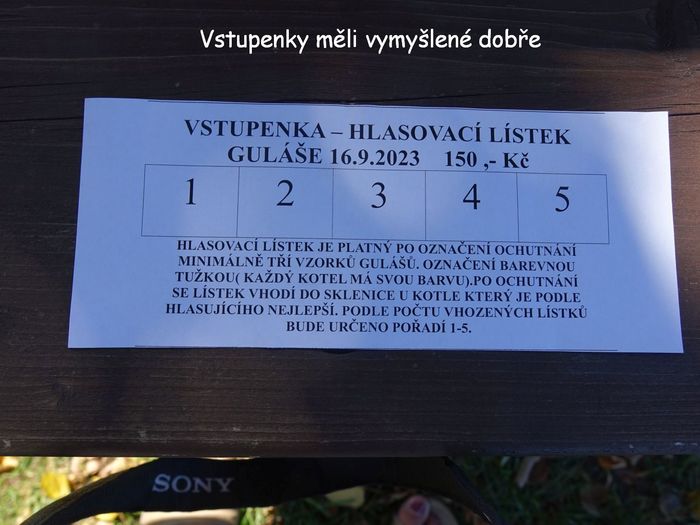 Vstupenky měli vymyšlené dobře
VSTUPENKA – HLASOVACÍ LÍSTEK
GULÁŠE 16.9.2023 150 ,- Kč
1 2 3 4 5
HLASOVACÍ LÍSTEK JE PLATNÝ PO OZNAČENÍ OCHUTNÁNÍ
MINIMÁLNĚ TŘÍ VZORKŮ GULÁŠŮ. OZNAČENÍ BAREVNOU
TUŽKOU( KAŽDÝ KOTEL MÁ SVOU BARVU).PO OCHUTNÁNÍ
SE LÍSTEK VHODÍ DO SKLENICE U KOTLE KTERÝ JE PODLE
HLASUJÍCÍHO NEJLEPŠÍ. PODLE POČTU VHOZENÝCH LÍSTKŮ
BUDE URČENO POŘADÍ 1-5.
SONY